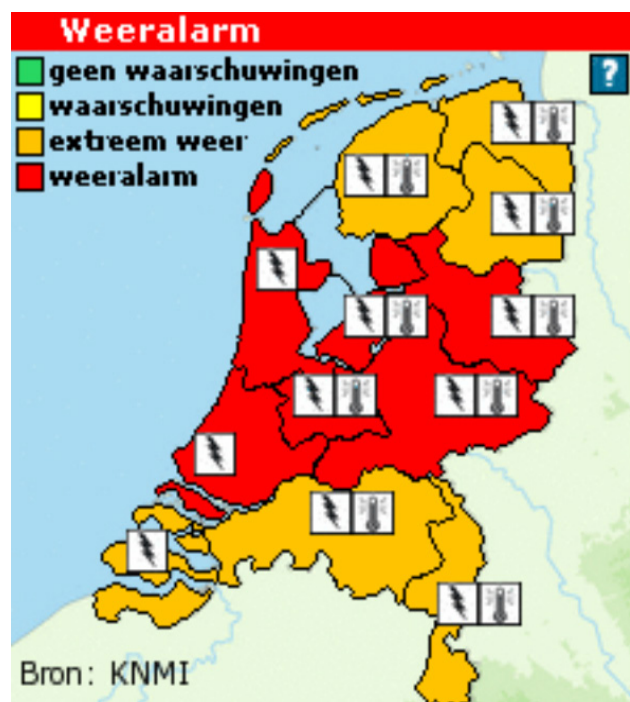 Weeralarm
?
geen waarschuwingen
waarschuwingen
extreem weer
weeralarm
Bron: KNMI